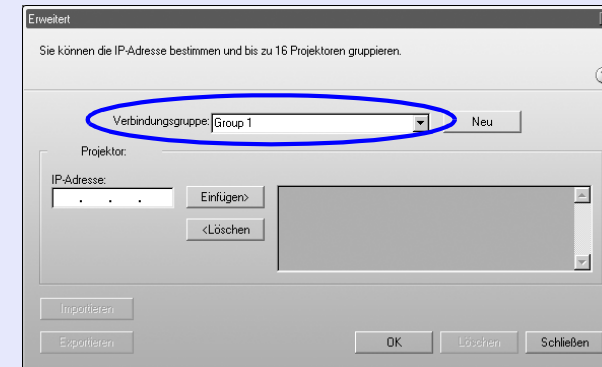 Erweitert
Sie können die IP-Adresse bestimmen und bis zu 16 Projektoren gruppieren.
Verbindungsgruppe: Group 1 Neu
Projektor:
IP-Adresse:
. . . Einfügen>
<Löschen
Importieren
Exportieren OK Löschen Schließen